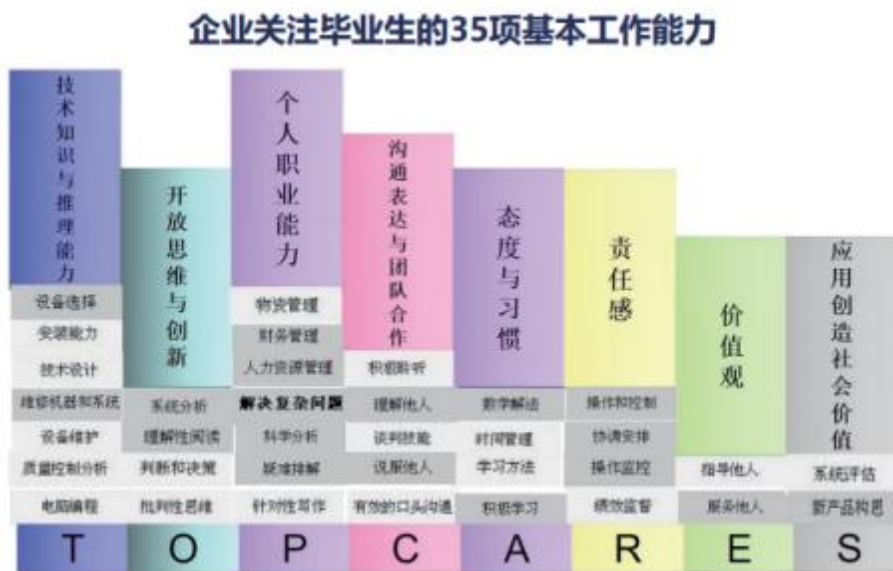 企业关注毕业生的35项基本工作能力
技术知识与推理能力
设备选择
安装能力
技术设计
维修机器和系统
设备维护
质量控制分析
电脑编程
T
开放思维与创新
系统分析
理解性阅读
判断和决策
批判性思维
O
个人职业能力
物资管理
财务管理
人力资源管理
解决复杂问题
科学分析
疑难排解
针对性写作
P
沟通表达与团队合作
积极聆听
理解他人
谈判技能
说服他人
有效的口头沟通
C
态度与习惯
数学解法
时间管理
学习方法
积极学习
A
责任感
操作和控制
协调安排
操作监控
绩效监督
R
价值观
指导他人
服务他人
E
应用创造社会价值
系统评估
新产品构思
S